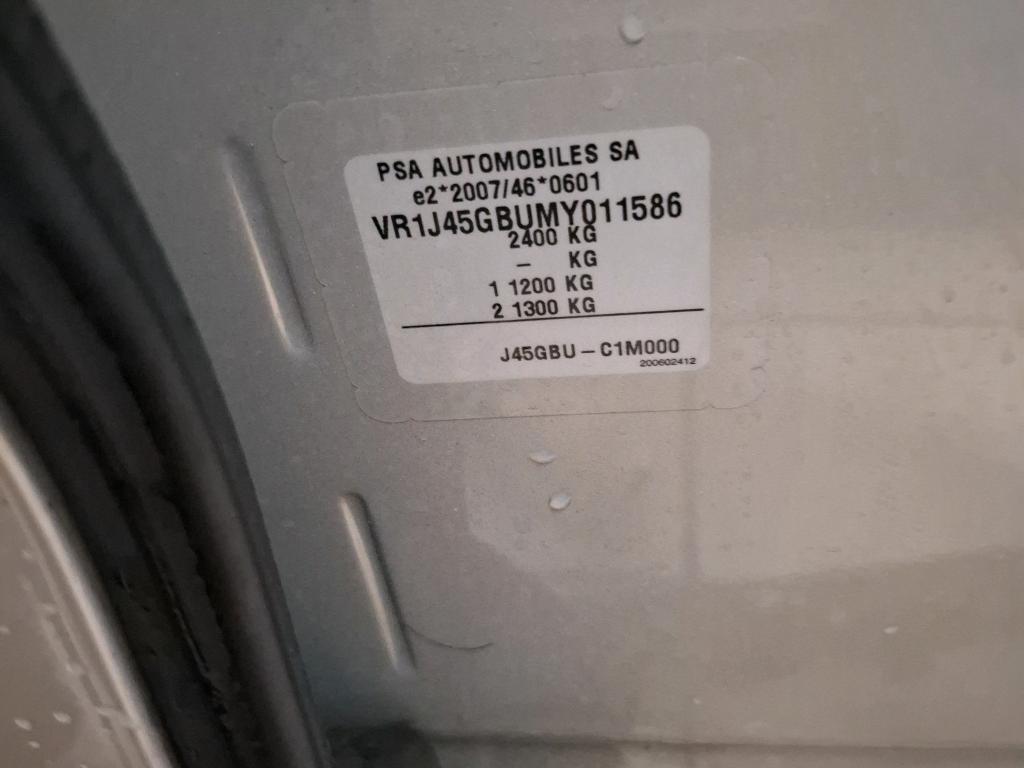 PSA AUTOMOBILES SA
e2*2007/46*0601
VR1J45GBUMY011586
2400 KG
– KG
1 1200 KG
2 1300 KG
J45GBU – C1M000
200602412